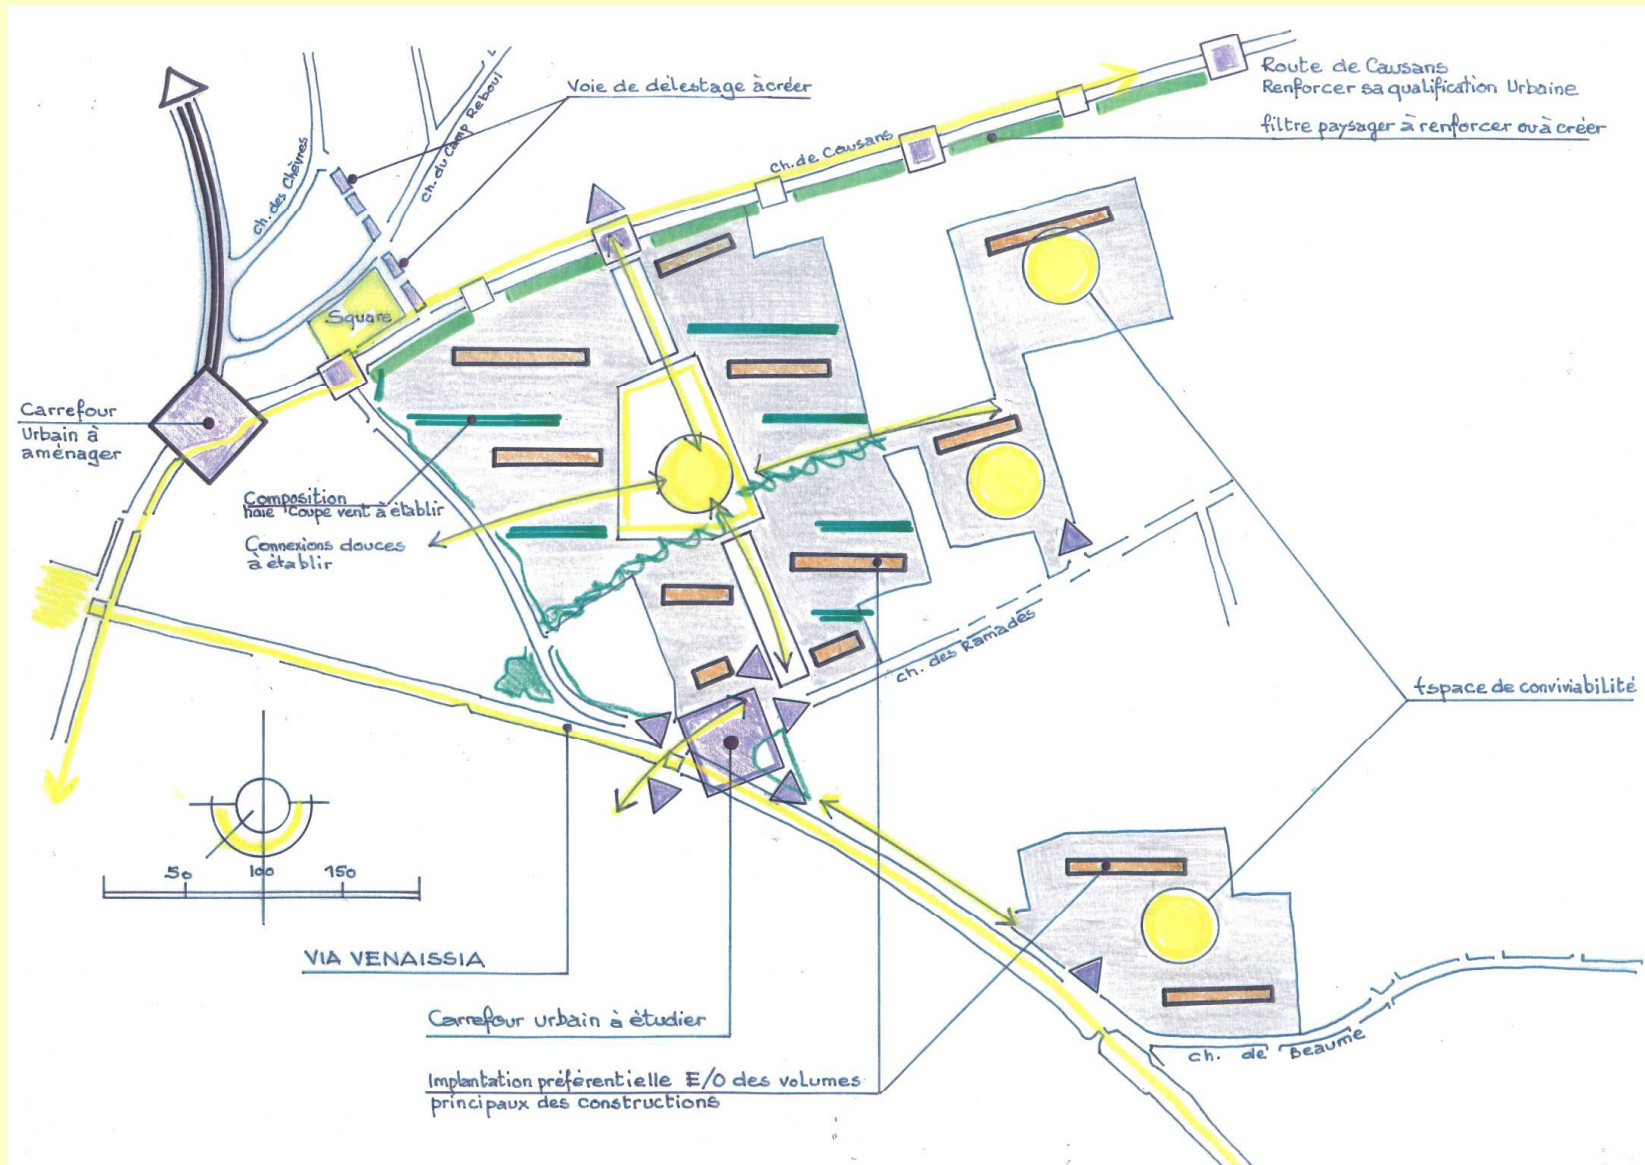 Voie de délestage à créer
Route de Causans
Renforcer sa qualification Urbaine
filtre paysager à renforcer ou à créer
ch. des Chèvres
ch. du Camp Reboul
ch. de Causans
Square
Carrefour
Urbain à
aménager
Composition
haie coupe vent à établir
Connexions douces
à établir
ch. des Ramades
Espace de conviviabilité
50 100 150
VIA VENAISSIA
Carrefour urbain à étudier
ch. de Beaume
Implantation préférentielle E/O des volumes
principaux des constructions